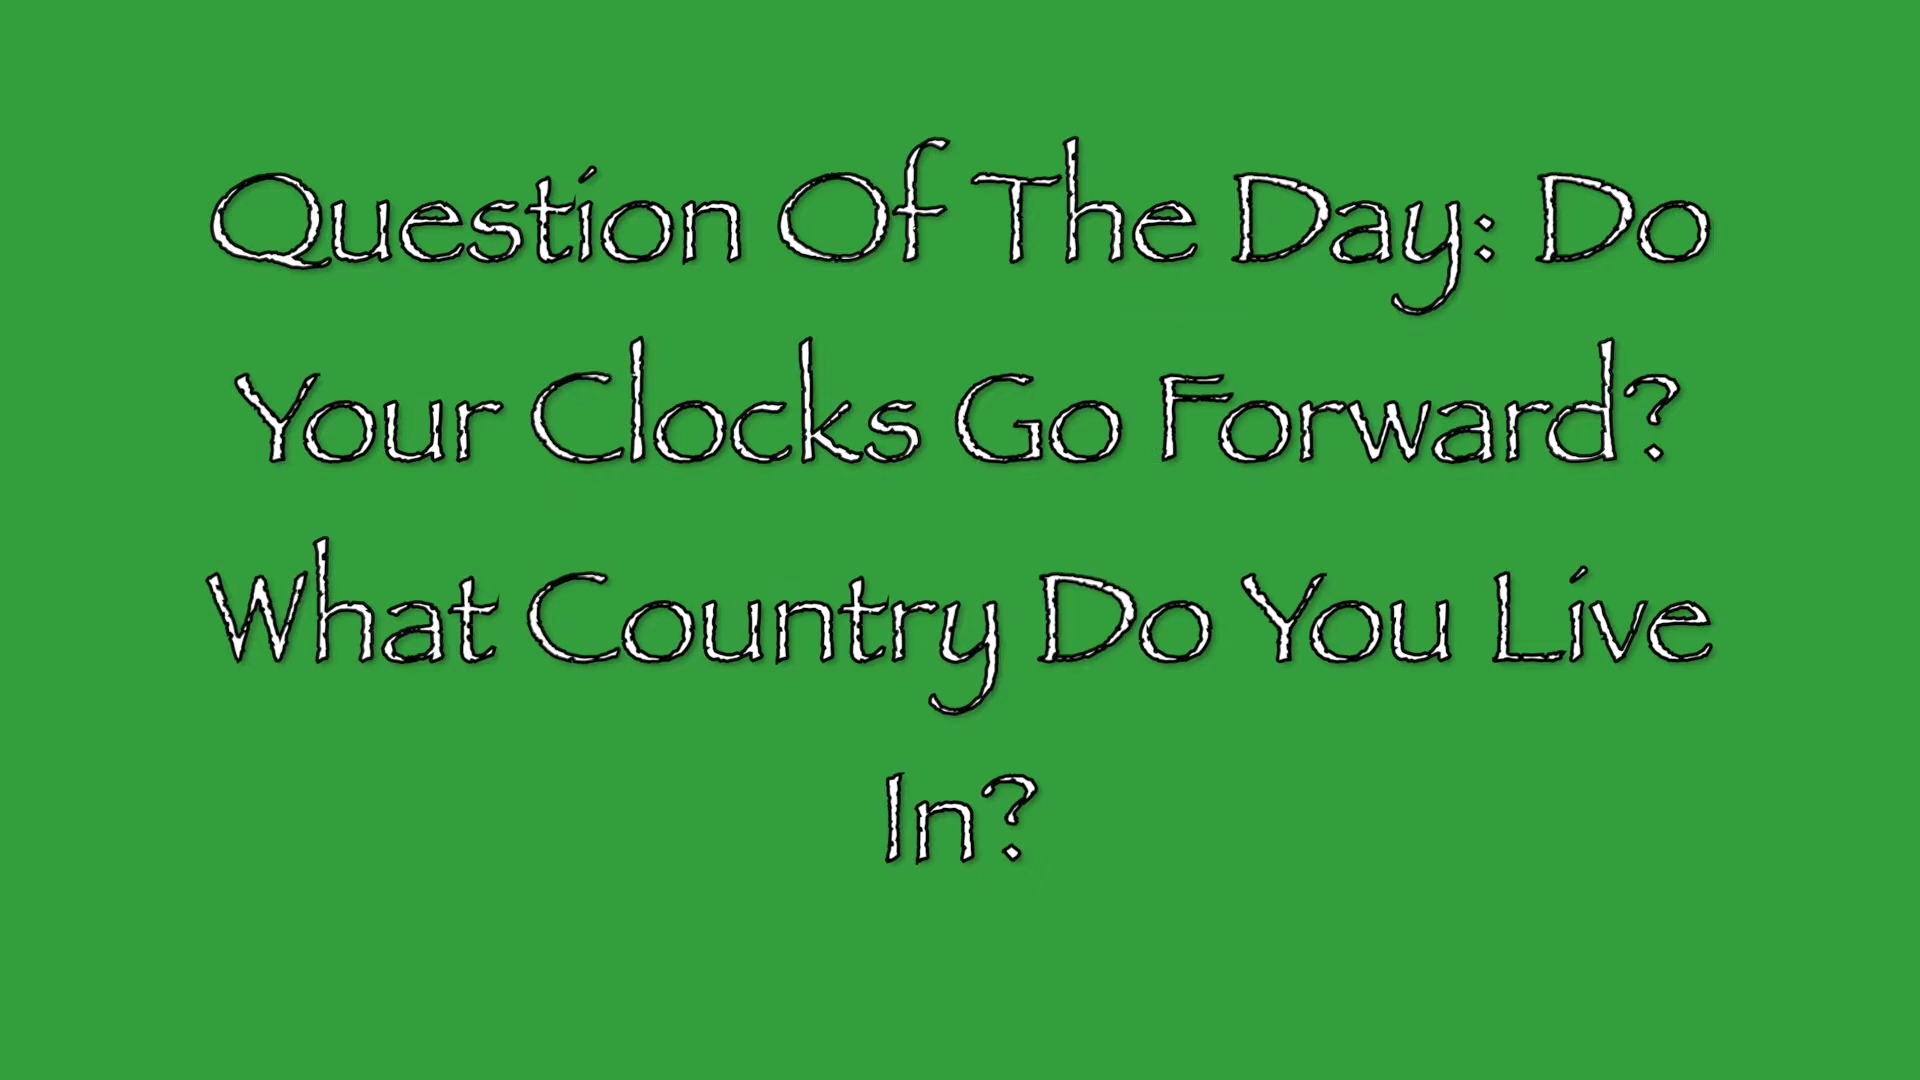 Question Of The Day: Do
Your Clocks Go Forward?
What Country Do You Live
In?